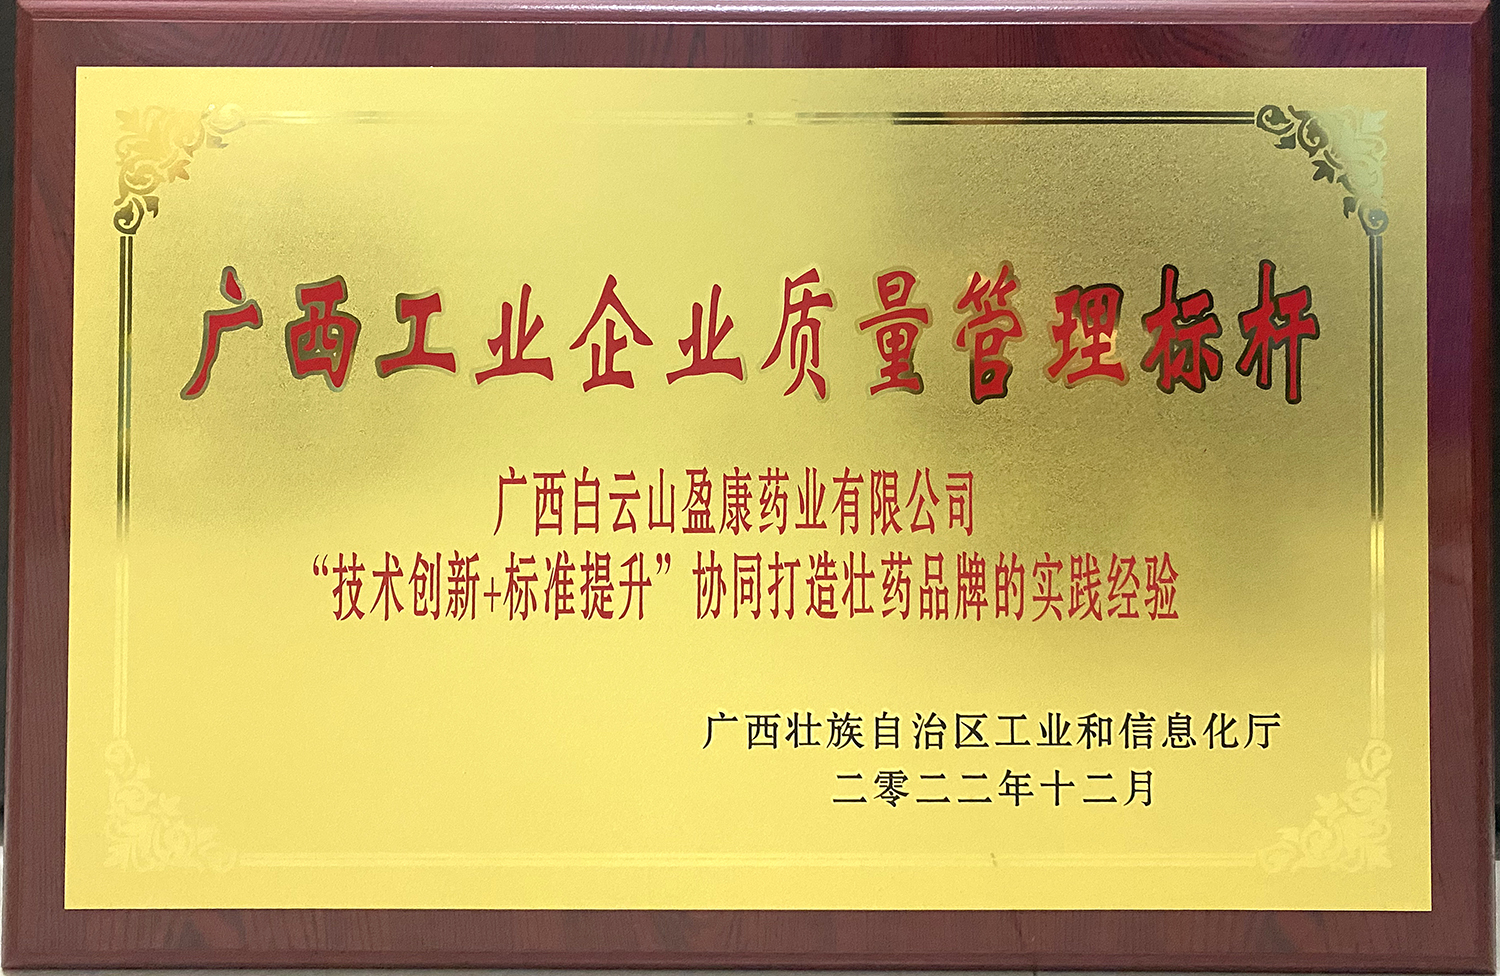 广西工业企业质量管理标杆
广西白云山盈康药业有限公司
“技术创新+标准提升”协同打造壮药品牌的实践经验
广西壮族自治区工业和信息化厅
二零二二年十二月